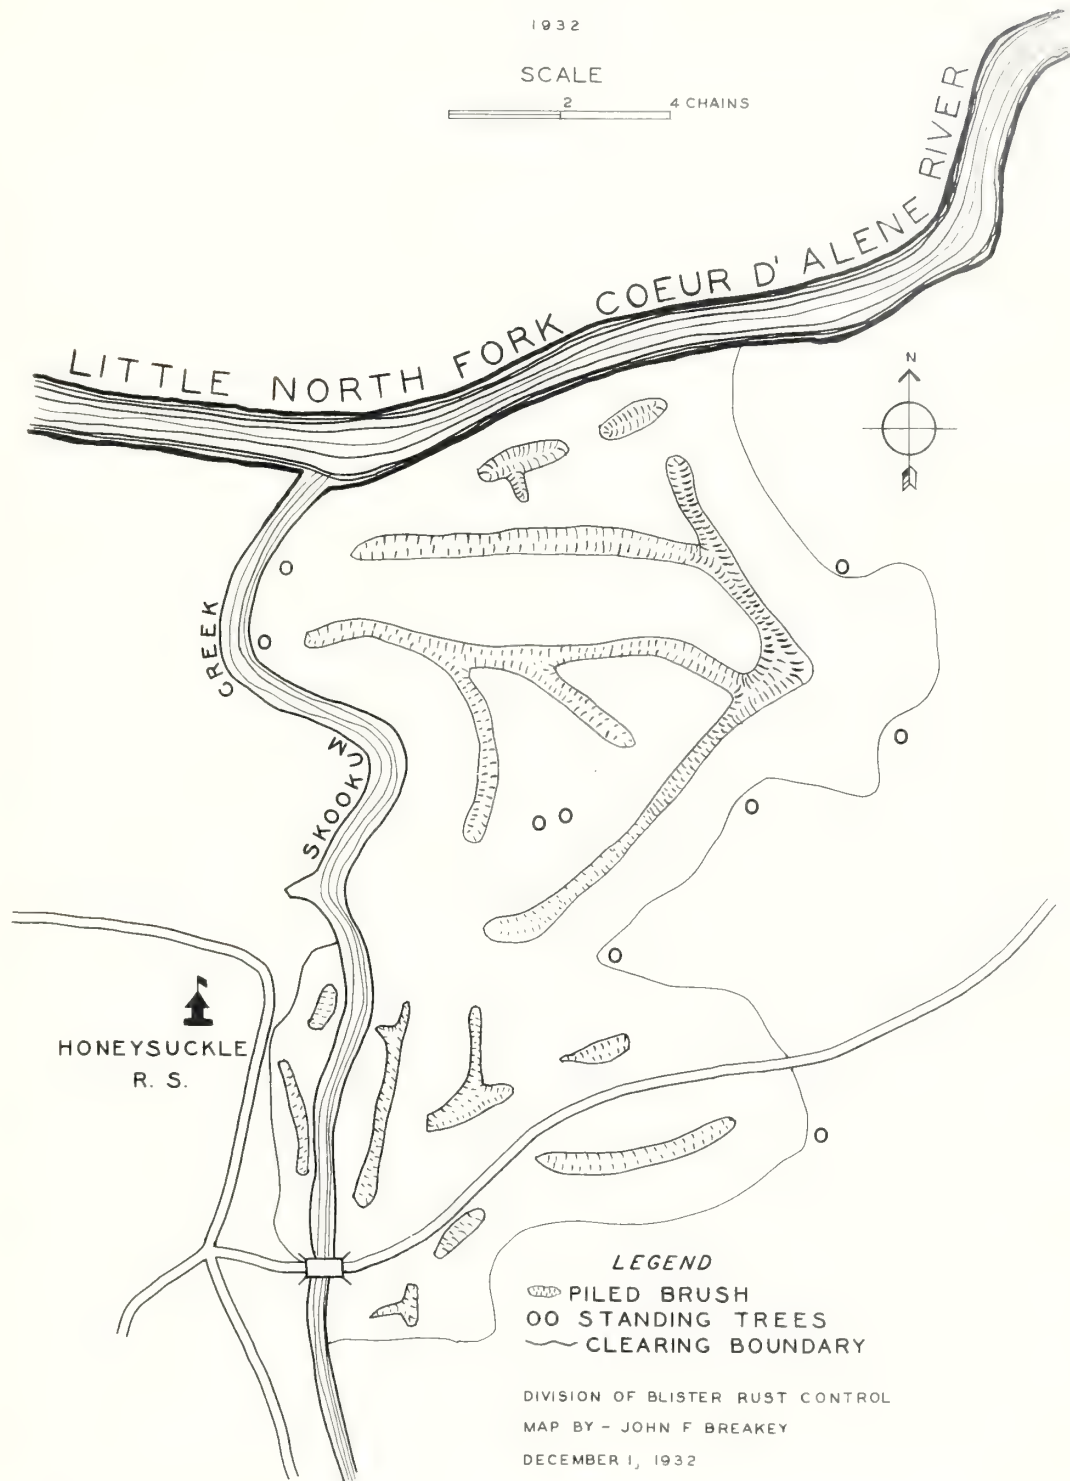 1932
SCALE
2 4 CHAINS
LITTLE NORTH FORK COEUR D'ALENE RIVER
N
SKOOKUM CREEK
HONEYSUCKLE
R. S.
LEGEND
PILED BRUSH
OO STANDING TREES
CLEARING BOUNDARY
DIVISION OF BLISTER RUST CONTROL
MAP BY - JOHN F BREAKEY
DECEMBER 1, 1932